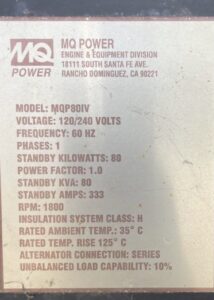 MQ
POWER
MQ POWER
ENGINE & EQUIPMENT DIVISION
18111 SOUTH SANTA FE AVE.
RANCHO DOMINGUEZ, CA 90221
MODEL: MQP80IV
VOLTAGE: 120/240 VOLTS
FREQUENCY: 60 HZ
PHASES: 1
STANDBY KILOWATTS: 80
POWER FACTOR: 1.0
STANDBY KVA: 80
STANDBY AMPS: 333
RPM: 1800
INSULATION SYSTEM CLASS: H
RATED AMBIENT TEMP.: 35° C
RATED TEMP. RISE 125° C
ALTERNATOR CONNECTION: SERIES
UNBALANCED LOAD CAPABILITY: 10%